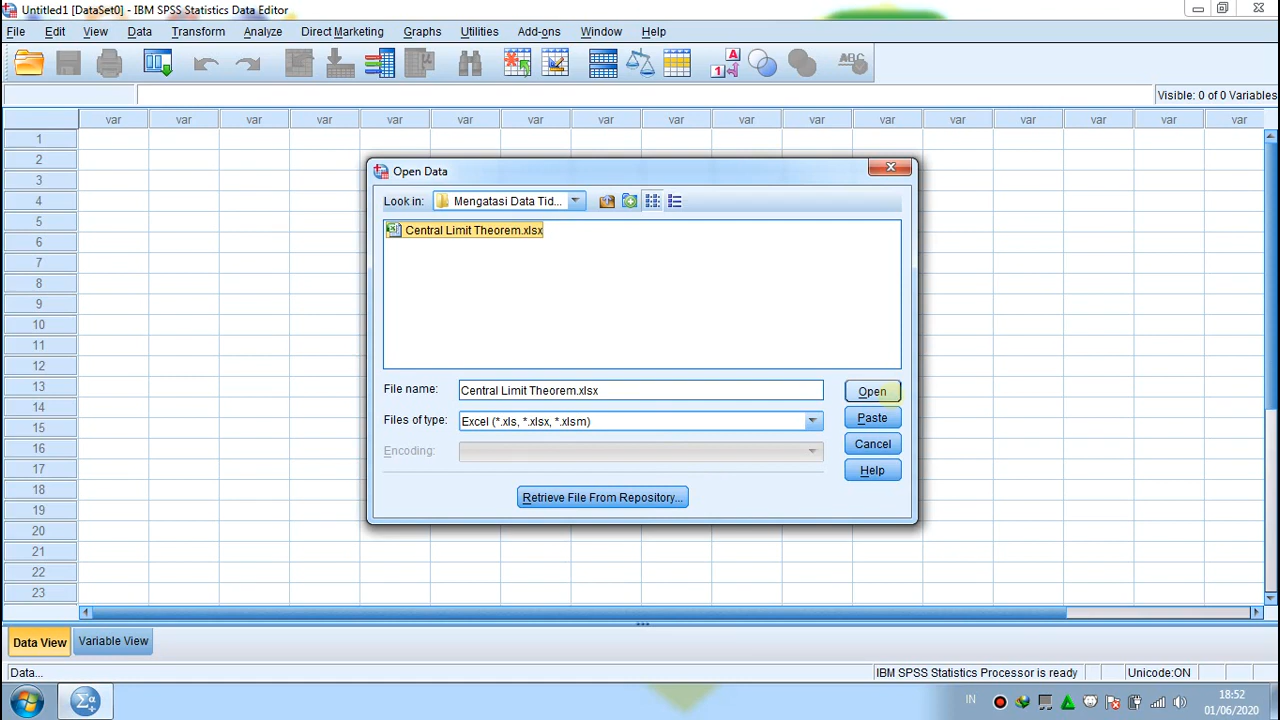 Untitled1 [DataSet0] - IBM SPSS Statistics Data Editor
File Edit View Data Transform Analyze Direct Marketing Graphs Utilities Add-ons Window Help
A
1
ABC
Visible: 0 of 0 Variables
var var var var var var var var var var var var var var var var var
1
2
3
4
5
6
7
8
9
10
11
12
13
14
15
16
17
18
19
20
21
22
23
Open Data
Look in: Mengatasi Data Tid...
Central Limit Theorem.xlsx
File name: Central Limit Theorem.xlsx Open
Files of type: Excel (*.xls, *.xlsx, *.xlsm) Paste
Cancel
Encoding:
Help
Retrieve File From Repository...
Data View Variable View
Data... IBM SPSS Statistics Processor is ready Unicode:ON
Σα
IN 18:52
01/06/2020